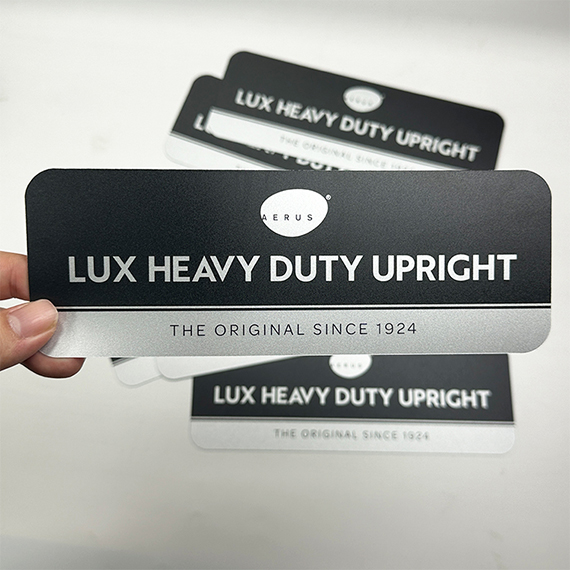 AERUS®
LUX HEAVY DUTY UPRIGHT
THE ORIGINAL SINCE 1924
AERUS
LUX HEAVY DUTY UPRIGHT
THE ORIGINAL SINCE
LUX HEAVY DUTY UPRIGHT
THE ORIGINAL SINCE 1924